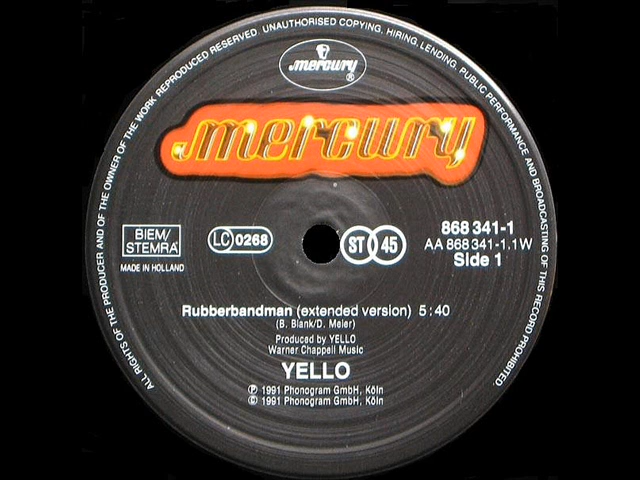 ALL RIGHTS OF THE PRODUCER AND OF THE OWNER OF THE WORK REPRODUCED RESERVED. UNAUTHORISED COPYING, HIRING, LENDING, PUBLIC PERFORMANCE AND BROADCASTING OF THIS RECORD PROHIBITED.
mercury ®
mercury
BIEM/
STEMRA
MADE IN HOLLAND
LC 0268
ST 45
868 341-1
AA 868 341-1.1W
Side 1
Rubberbandman (extended version) 5:40
(B. Blank/D. Meier)
Produced by YELLO
Warner Chappell Music
YELLO
℗ 1991 Phonogram GmbH, Köln
© 1991 Phonogram GmbH, Köln